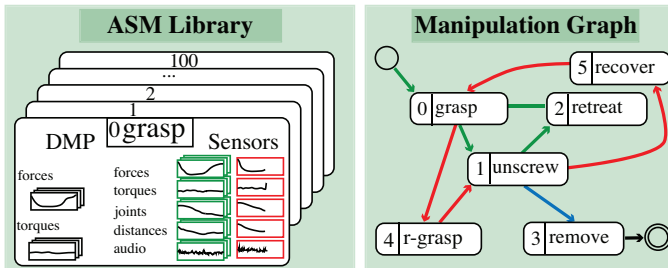 ASM Library
100
...
2
1
0 grasp
DMP
Sensors
forces
torques
forces
torques
joints
distances
audio
Manipulation Graph
5 recover
0 grasp
2 retreat
1 unscrew
4 r-grasp
3 remove